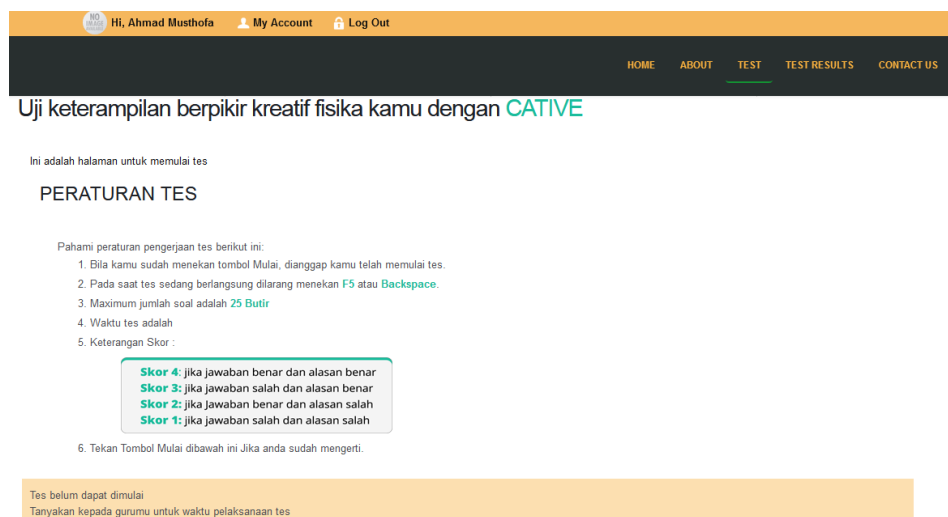 NO IMAGE AVAILABLE
Hi, Ahmad Musthofa My Account Log Out
HOME ABOUT TEST TEST RESULTS CONTACT US
Uji keterampilan berpikir kreatif fisika kamu dengan CATIVE
Ini adalah halaman untuk memulai tes
PERATURAN TES
Pahami peraturan pengerjaan tes berikut ini:
1. Bila kamu sudah menekan tombol Mulai, dianggap kamu telah memulai tes.
2. Pada saat tes sedang berlangsung dilarang menekan F5 atau Backspace.
3. Maximum jumlah soal adalah 25 Butir
4. Waktu tes adalah
5. Keterangan Skor :
Skor 4: jika jawaban benar dan alasan benar
Skor 3: jika jawaban salah dan alasan benar
Skor 2: jika Jawaban benar dan alasan salah
Skor 1: jika jawaban salah dan alasan salah
6. Tekan Tombol Mulai dibawah ini Jika anda sudah mengerti.
Tes belum dapat dimulai
Tanyakan kepada gurumu untuk waktu pelaksanaan tes